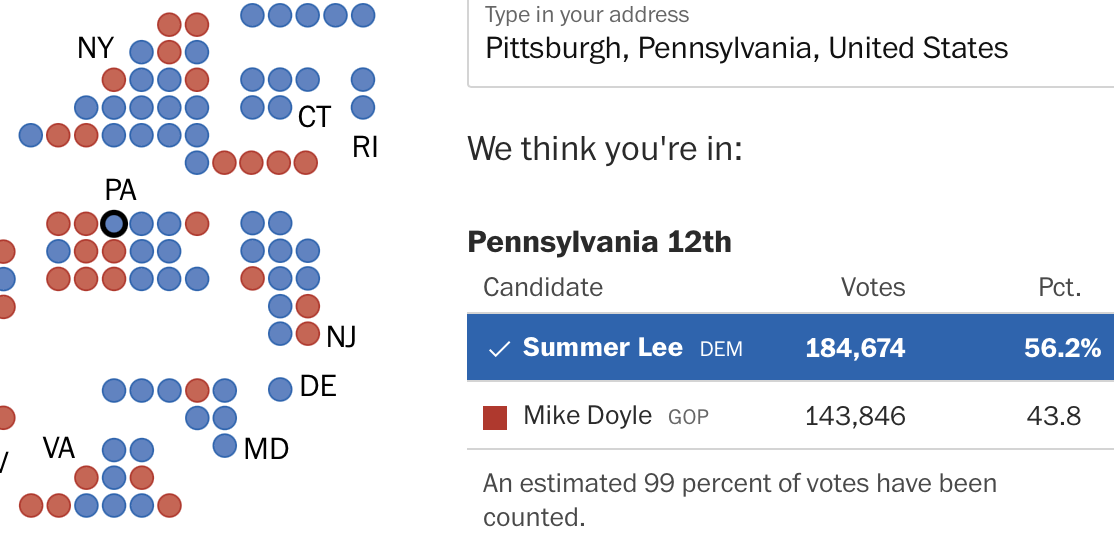 NY
CT
RI
PA
NJ
DE
MD
VA
Type in your address
Pittsburgh, Pennsylvania, United States
We think you're in:
Pennsylvania 12th
Candidate Votes Pct.
Summer Lee DEM 184,674 56.2%
Mike Doyle GOP 143,846 43.8
An estimated 99 percent of votes have been
counted.